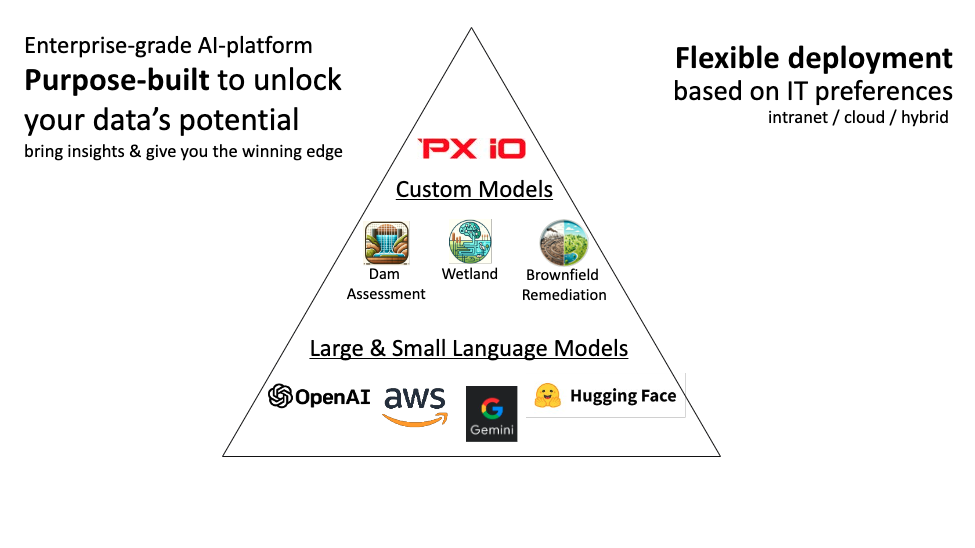 Enterprise-grade AI-platform
Purpose-built to unlock
your data’s potential
bring insights & give you the winning edge
Flexible deployment
based on IT preferences
intranet / cloud / hybrid
PX iO
Custom Models
Dam
Assessment
Wetland
Brownfield
Remediation
Large & Small Language Models
OpenAI
aws
Gemini
Hugging Face